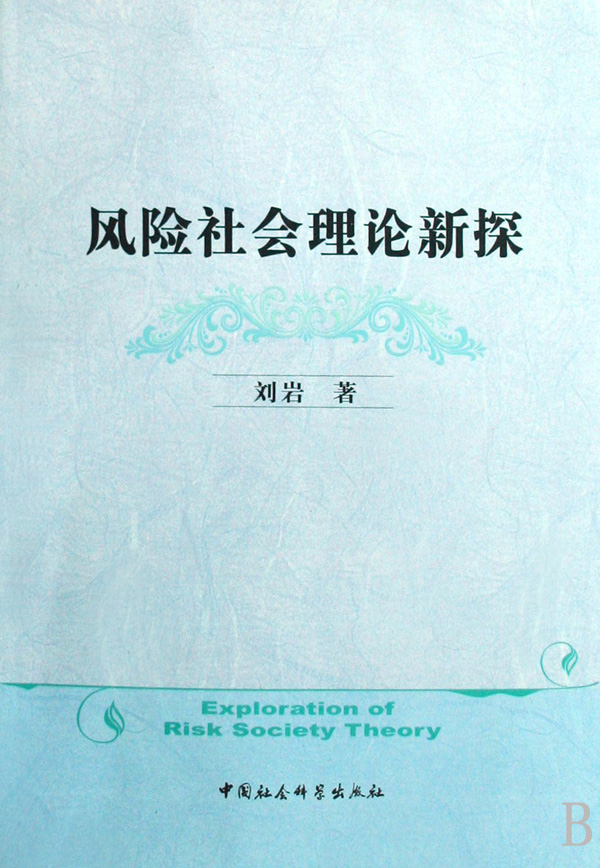 风险社会理论新探
刘岩 著
Exploration of
Risk Society Theory
中国社会科学出版社
B